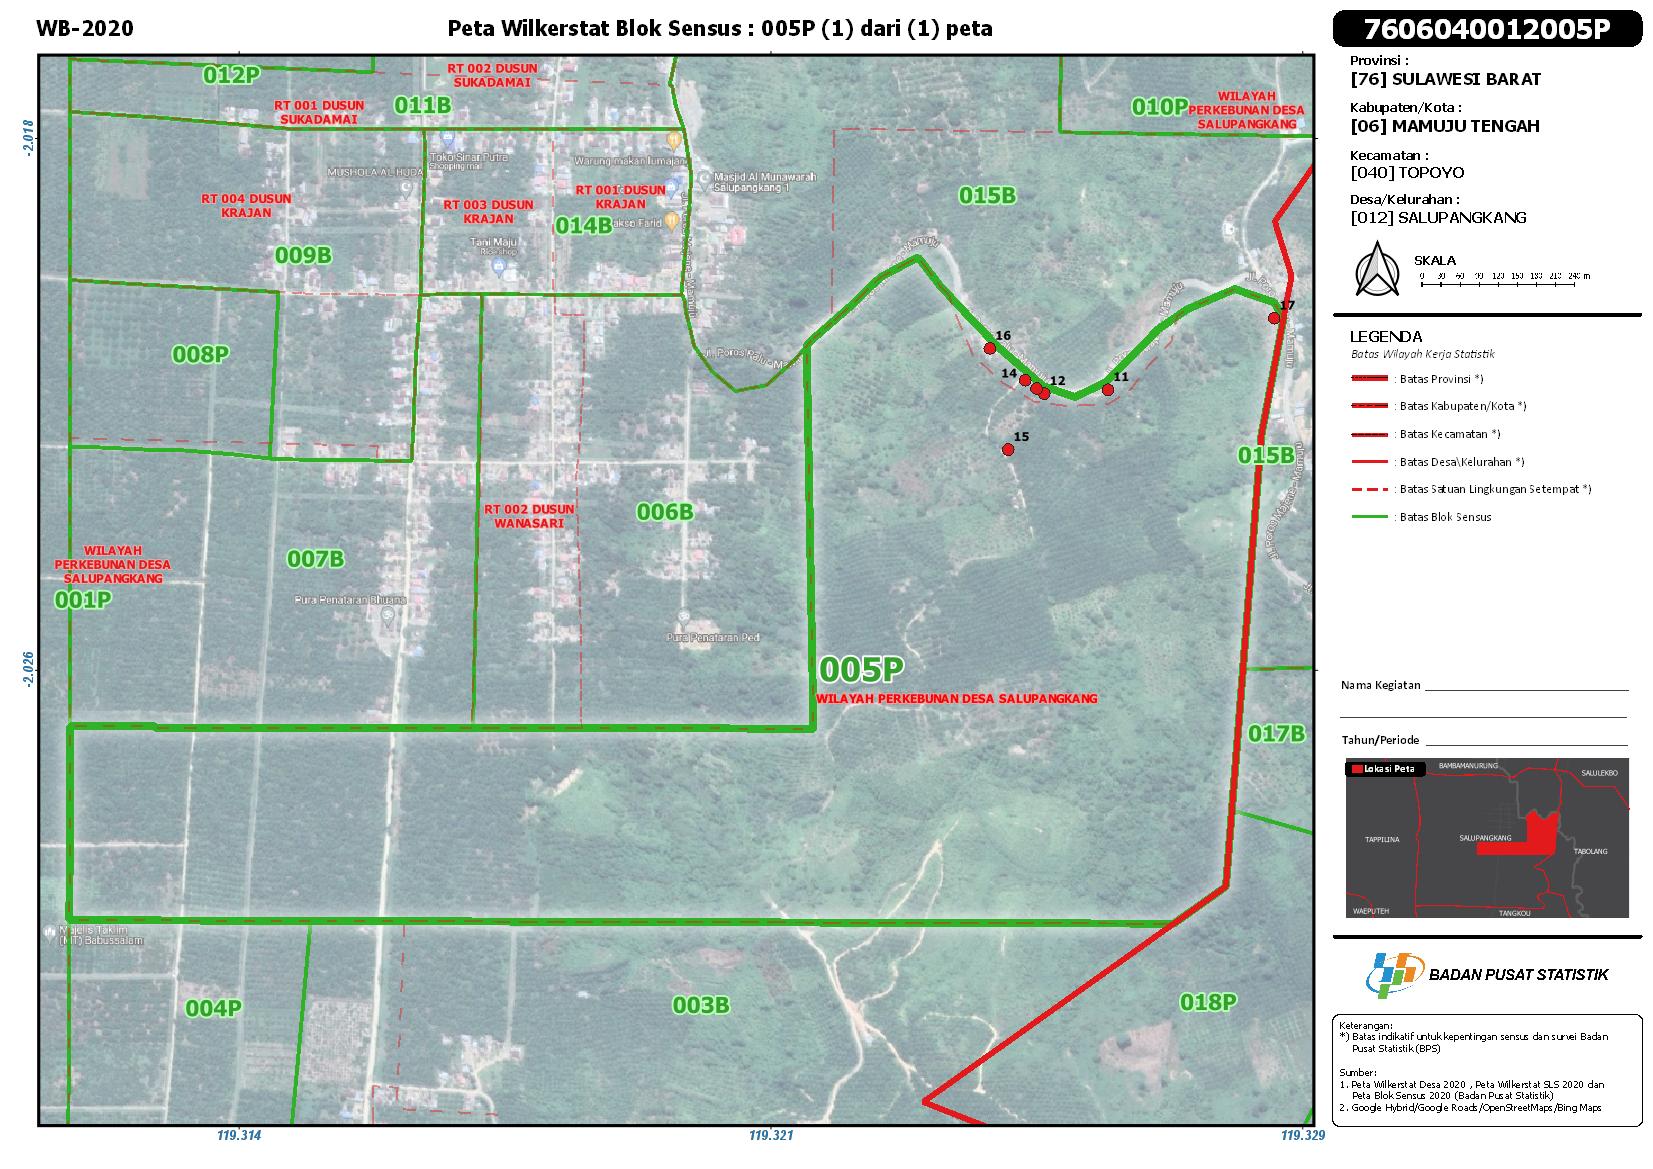 WB-2020
Peta Wilkerstat Blok Sensus : 005P (1) dari (1) peta
7606040012005P
Provinsi :
[76] SULAWESI BARAT
Kabupaten/Kota :
[06] MAMUJU TENGAH
Kecamatan :
[040] TOPOYO
Desa/Kelurahan :
[012] SALUPANGKANG
SKALA
0 30 60 90 120 150 180 210 240 m
LEGENDA
Batas Wilayah Kerja Statistik
: Batas Provinsi *)
: Batas Kabupaten/Kota *)
: Batas Kecamatan *)
: Batas Desa\Kelurahan *)
: Batas Satuan Lingkungan Setempat *)
: Batas Blok Sensus
Nama Kegiatan
Tahun/Periode
Lokasi Peta
BAMBAMANURUNG
SALULEKBO
TAPPILINA
SALUPANGKANG
TABOLANG
WAEPUTEH
TANGKOU
BADAN PUSAT STATISTIK
Keterangan:
*) Batas indikatif untuk kepentingan sensus dan survei Badan
Pusat Statistik (BPS)
Sumber:
1. Peta Wilkerstat Desa 2020 , Peta Wilkerstat SLS 2020 dan
Peta Blok Sensus 2020 (Badan Pusat Statistik)
2. Google Hybrid/Google Roads/OpenStreetMaps/Bing Maps
012P
RT 002 DUSUN
SUKADAMAI
RT 001 DUSUN
SUKADAMAI
011B
010P
WILAYAH
PERKEBUNAN DESA
SALUPANGKANG
-2.018
Toko Sinar Putra
Shopping mall
Warung makan lumajan
MUSHOLA AL HUDA
Masjid Al Munawarah
Salupangkang 1
RT 004 DUSUN
KRAJAN
RT 003 DUSUN
KRAJAN
RT 001 DUSUN
KRAJAN
014B
akso Farid
015B
Tani Maju
Rice shop
009B
Mamuju
17
16
008P
Jl. Poros Palu - Ma
14
12
11
15
015B
Jl. Poros Majene - Mamuju
RT 002 DUSUN
WANASARI
006B
WILAYAH
PERKEBUNAN DESA
SALUPANGKANG
001P
007B
Pura Penataran Bhuana
Pura Penataran Ped
-2.026
005P
WILAYAH PERKEBUNAN DESA SALUPANGKANG
017B
Majelis Taklim
(MT) Babussalam
004P
003B
018P
119.314
119.321
119.329